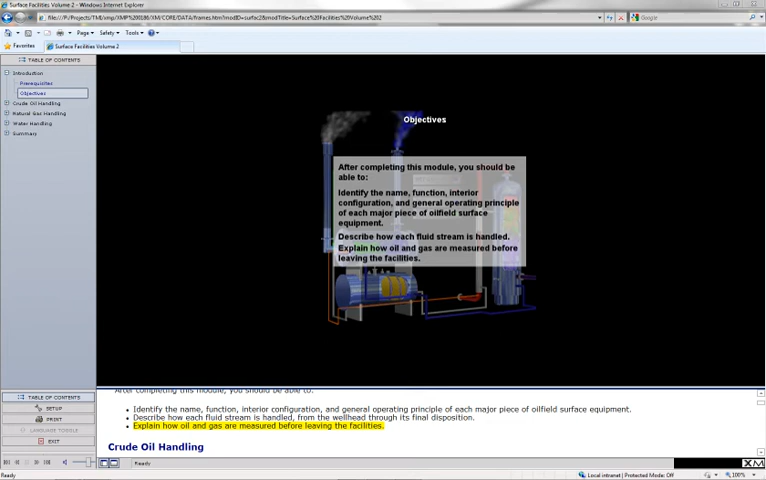 Surface Facilities Volume 2 - Windows Internet Explorer
Google
Favorites
Surface Facilities Volume 2
Page
Safety
Tools
TABLE OF CONTENTS
Introduction
Prerequisites
Objectives
Crude Oil Handling
Natural Gas Handling
Water Handling
Summary
Objectives
After completing this module, you should be
able to:
Identify the name, function, interior
configuration, and general operating principle
of each major piece of oilfield surface
equipment.
Describe how each fluid stream is handled.
Explain how oil and gas are measured before
leaving the facilities.
TABLE OF CONTENTS
SETUP
PRINT
LANGUAGE TOGGLE
EXIT
After completing this module, you should be able to:
Identify the name, function, interior configuration, and general operating principle of each major piece of oilfield surface equipment.
Describe how each fluid stream is handled, from the wellhead through its final disposition.
Explain how oil and gas are measured before leaving the facilities.
Crude Oil Handling
Ready
XM
Ready
Local intranet | Protected Mode: Off
100%